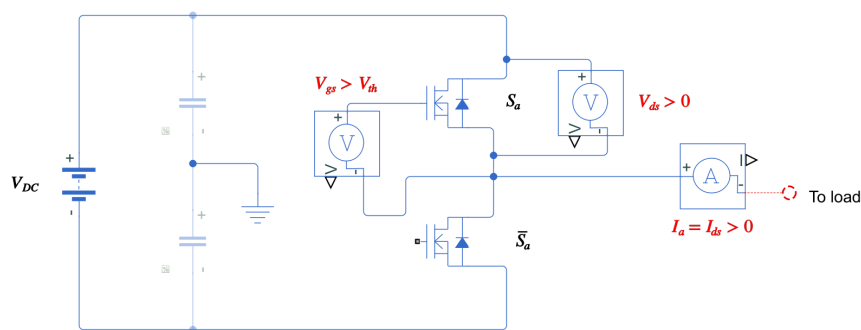 V_DC
+
-
+
-
+
-
V_gs > V_th
+
V
V
-
S_a
+
V
V
-
V_ds > 0
+
A
I
-
To load
I_a = I_ds > 0
S̅_a